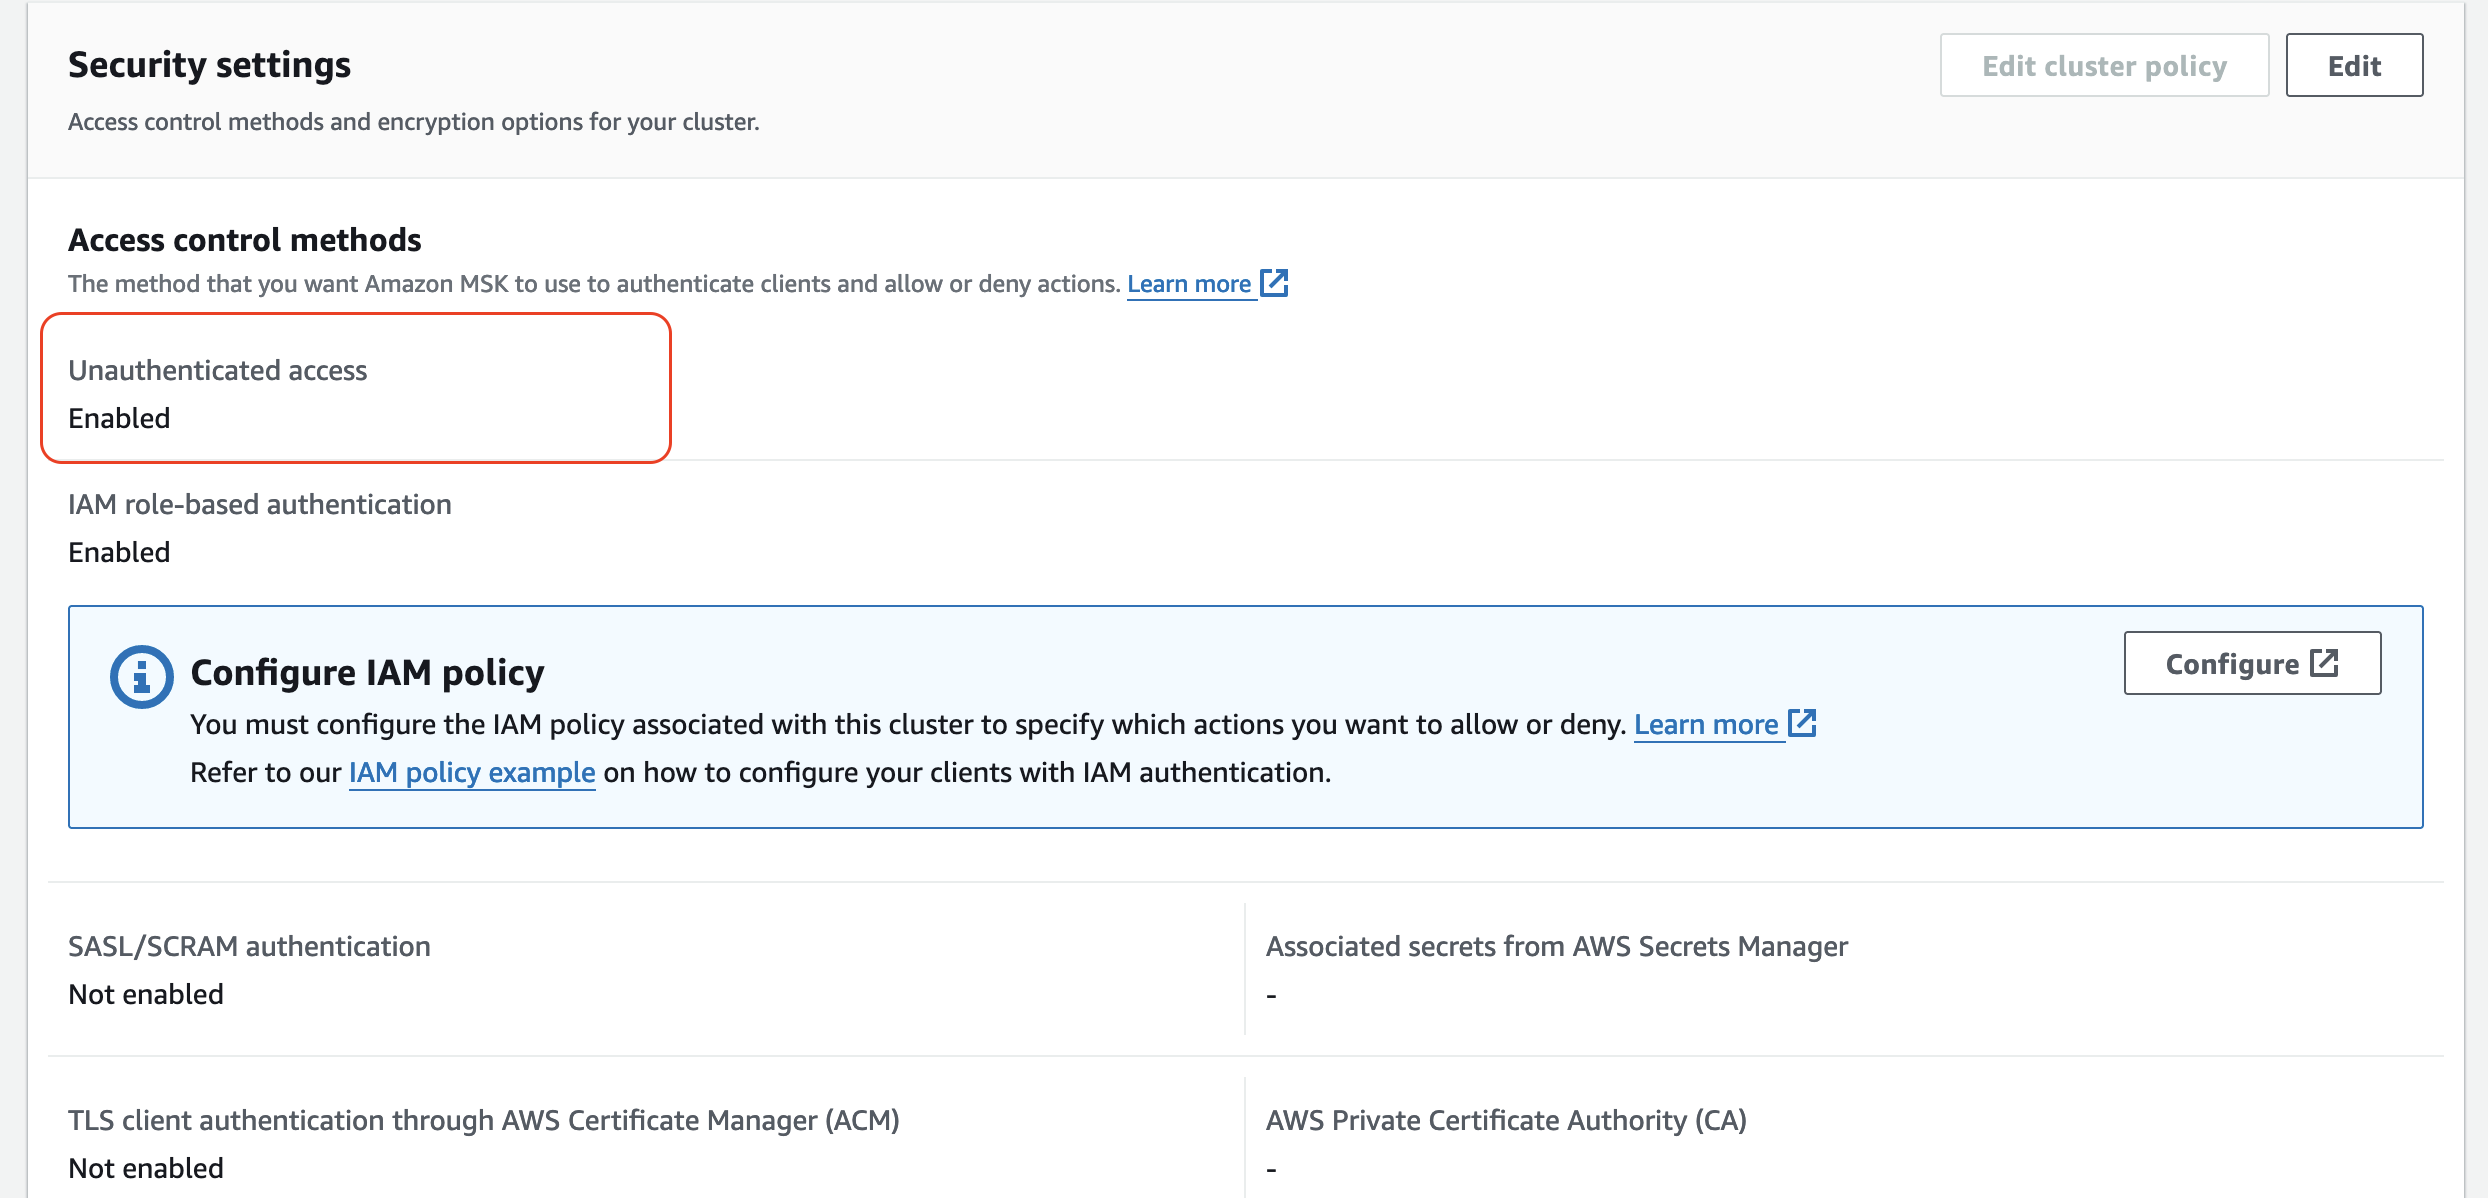 Security settings
Edit cluster policy
Edit
Access control methods and encryption options for your cluster.
Access control methods
The method that you want Amazon MSK to use to authenticate clients and allow or deny actions. Learn more
Unauthenticated access
Enabled
IAM role-based authentication
Enabled
Configure IAM policy
Configure
You must configure the IAM policy associated with this cluster to specify which actions you want to allow or deny. Learn more
Refer to our IAM policy example on how to configure your clients with IAM authentication.
SASL/SCRAM authentication
Not enabled
Associated secrets from AWS Secrets Manager
-
TLS client authentication through AWS Certificate Manager (ACM)
Not enabled
AWS Private Certificate Authority (CA)
-